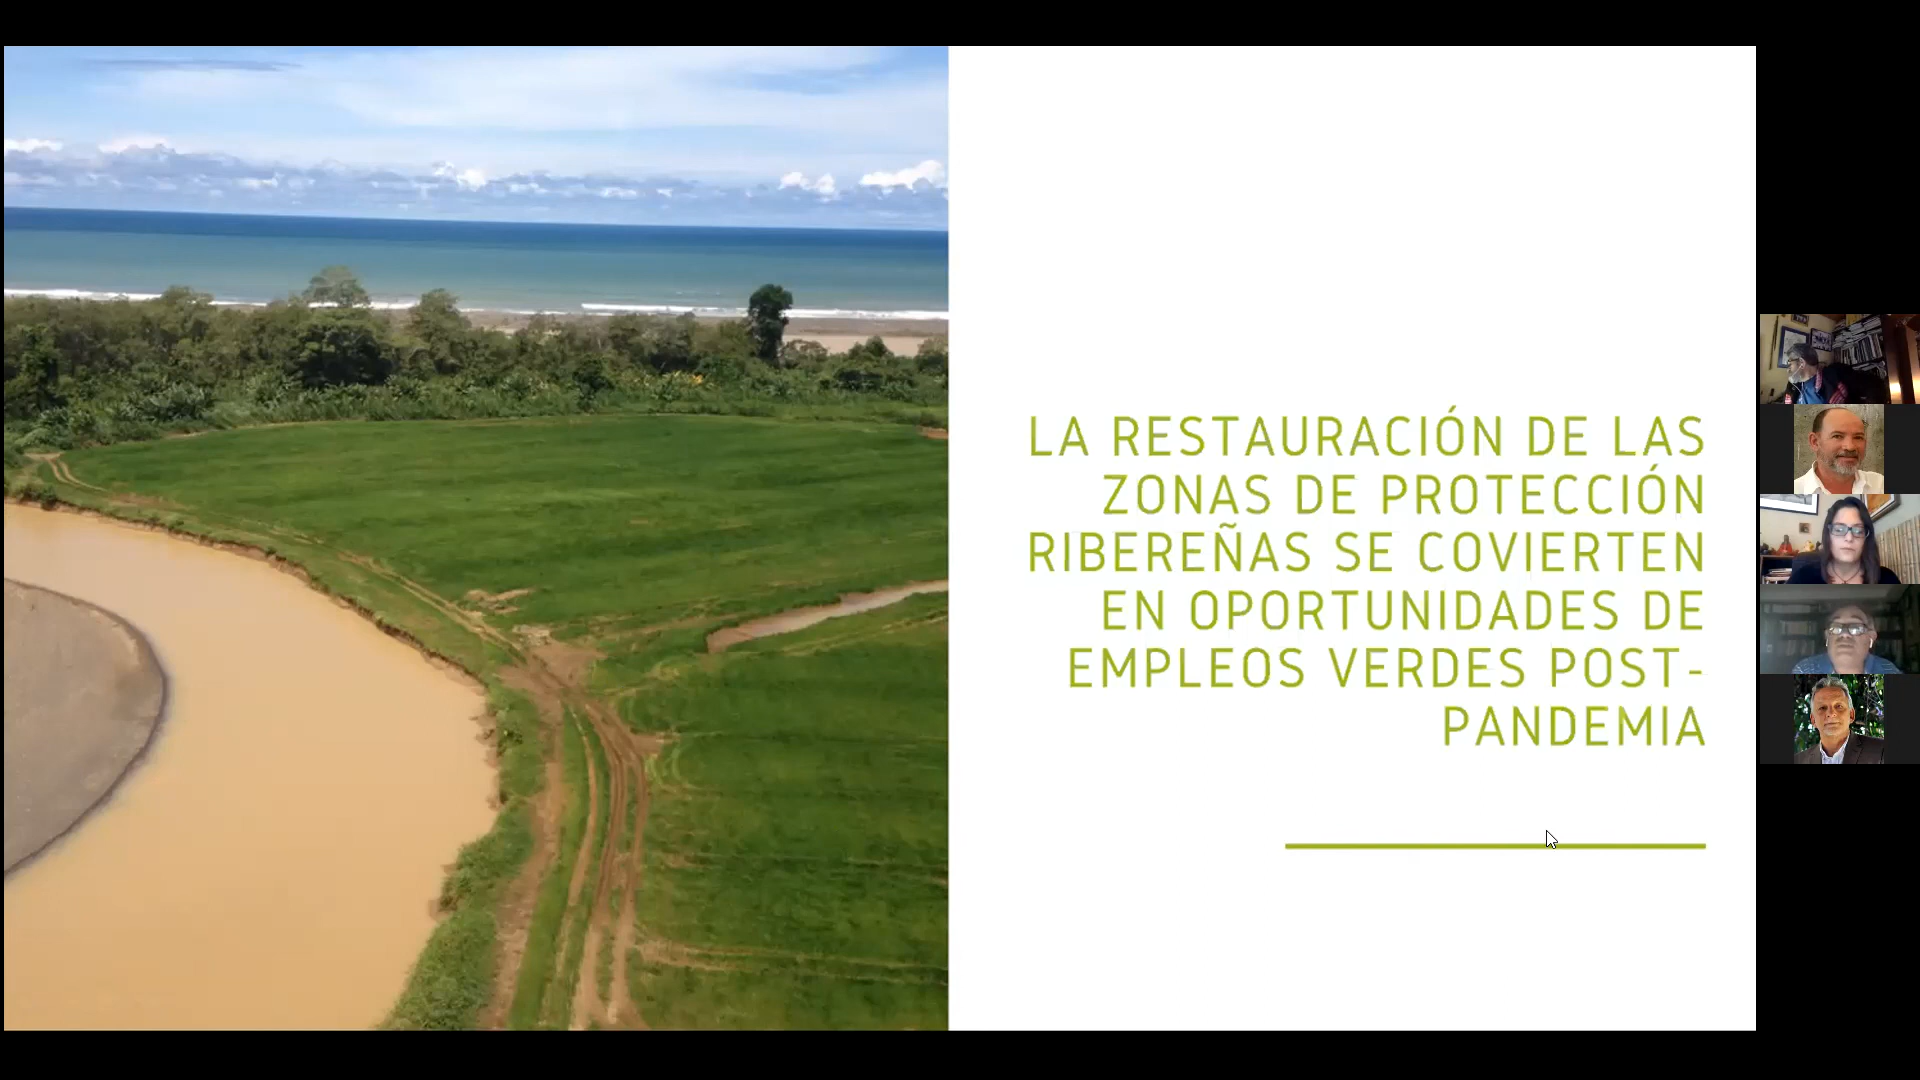 LA RESTAURACIÓN DE LAS
ZONAS DE PROTECCIÓN
RIBEREÑAS SE COVIERTEN
EN OPORTUNIDADES DE
EMPLEOS VERDES POST-
PANDEMIA